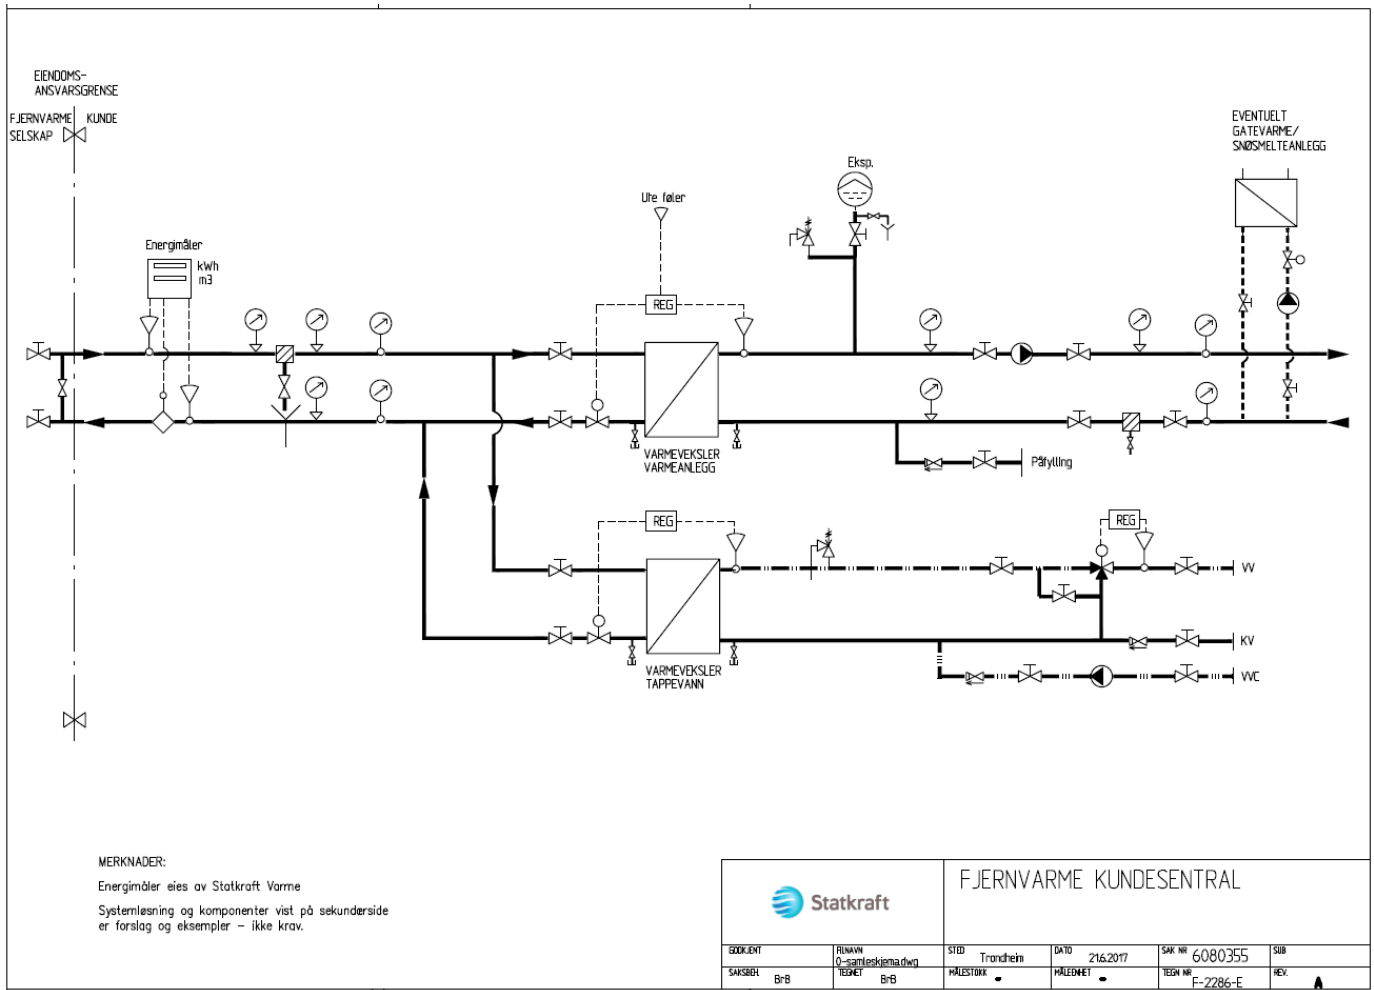 EIENDOMS-
ANSVARSGRENSE
FJERNVARME KUNDE
SELSKAP
Energimåler
kWh
m3
Ute føler
REG
Eksp.
EVENTUELT
GATEVARME/
SNØSMELTEANLEGG
VARMEVEKSLER
VARMEANLEGG
Påfylling
REG
REG
VV
KV
VVC
VARMEVEKSLER
TAPPEVANN
MERKNADER:
Energimåler eies av Statkraft Varme
Systemløsning og komponenter vist på sekunderside
er forslag og eksempler - ikke krav.
Statkraft
FJERNVARME KUNDESENTRAL
GODKJENT
FILNAVN
0-samleskjema.dwg
STED
Trondheim
DATO
21.6.2017
SAK NR 6080355
SUB
SAKSBEH.
BrB
TEGNET
BrB
MÅLESTOKK
-
MÅLEENHET
-
TEGN NR
F-2286-E
REV.
A